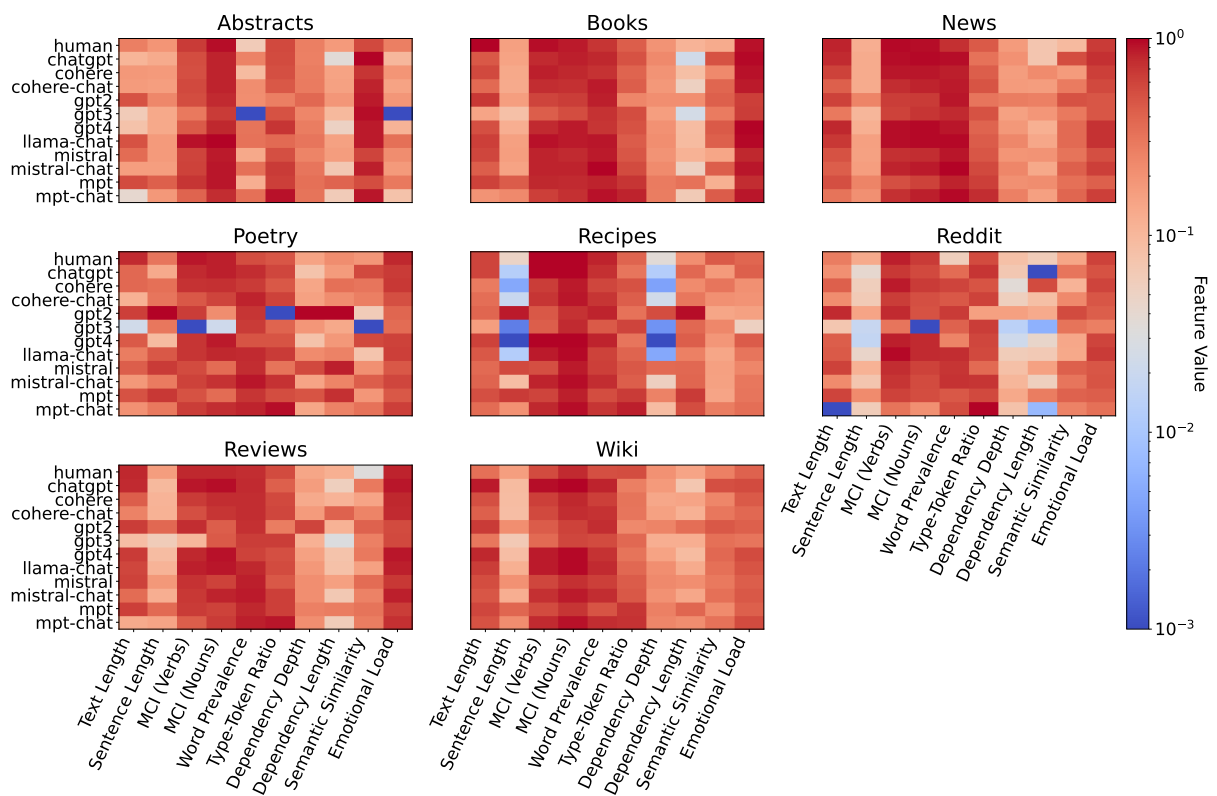 Abstracts
Books
News
human
chatgpt
cohere
cohere-chat
gpt2
gpt3
gpt4
llama-chat
mistral
mistral-chat
mpt
mpt-chat
Poetry
Recipes
Reddit
human
chatgpt
cohere
cohere-chat
gpt2
gpt3
gpt4
llama-chat
mistral
mistral-chat
mpt
mpt-chat
Text Length
Sentence Length
MCI (Verbs)
MCI (Nouns)
Word Prevalence
Type-Token Ratio
Dependency Depth
Dependency Length
Semantic Similarity
Emotional Load
Reviews
Wiki
human
chatgpt
cohere
cohere-chat
gpt2
gpt3
gpt4
llama-chat
mistral
mistral-chat
mpt
mpt-chat
Text Length
Sentence Length
MCI (Verbs)
MCI (Nouns)
Word Prevalence
Type-Token Ratio
Dependency Depth
Dependency Length
Semantic Similarity
Emotional Load
Text Length
Sentence Length
MCI (Verbs)
MCI (Nouns)
Word Prevalence
Type-Token Ratio
Dependency Depth
Dependency Length
Semantic Similarity
Emotional Load
10⁰
10⁻¹
10⁻²
10⁻³
Feature Value